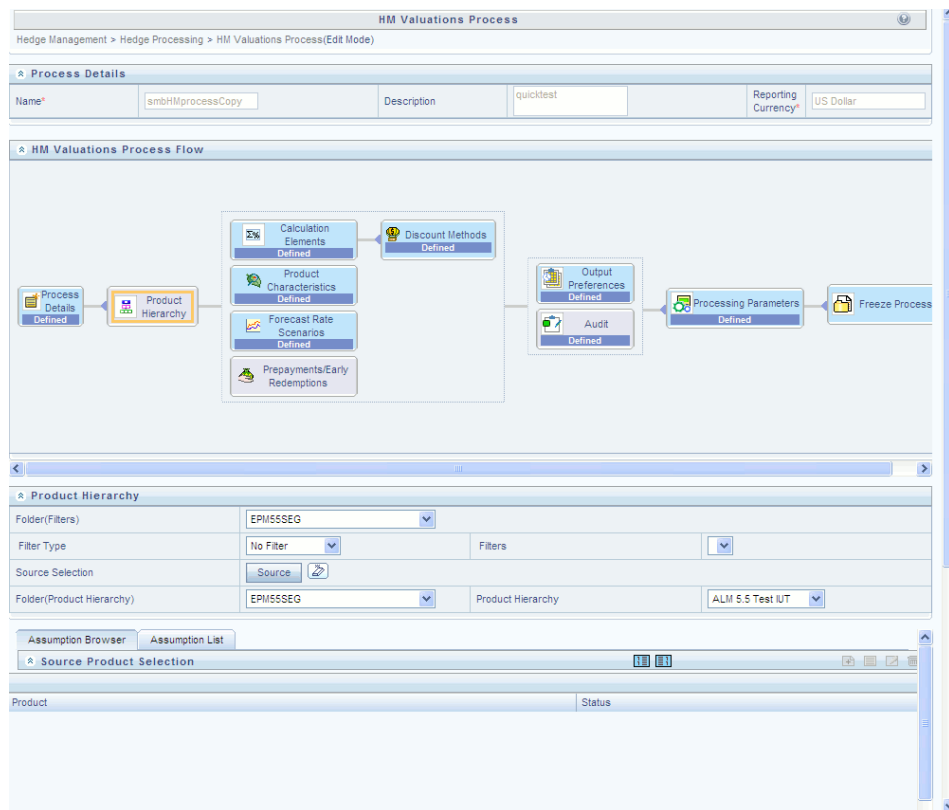 HM Valuations Process
Hedge Management > Hedge Processing > HM Valuations Process(Edit Mode)
Process Details
Name* smbHMprocessCopy Description quicktest Reporting Currency* US Dollar
HM Valuations Process Flow
Process Details
Defined
Product Hierarchy
Calculation Elements
Defined
Discount Methods
Defined
Product Characteristics
Defined
Forecast Rate Scenarios
Defined
Prepayments/Early Redemptions
Output Preferences
Defined
Audit
Defined
Processing Parameters
Defined
Freeze Process
Product Hierarchy
Folder(Filters) EPM55SEG
Filter Type No Filter Filters
Source Selection Source
Folder(Product Hierarchy) EPM55SEG Product Hierarchy ALM 5.5 Test IUT
Assumption Browser Assumption List
Source Product Selection
Product Status